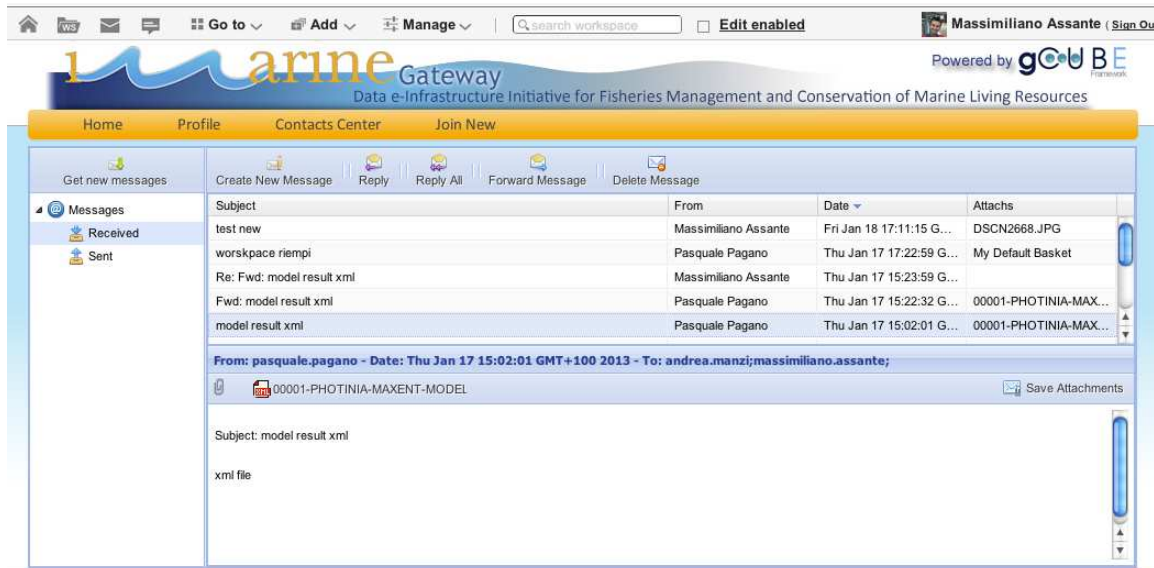 WS Go to Add Manage search workspace Edit enabled Massimiliano Assante ( Sign Ou
imarine Gateway
Powered by gCUBE Framework
Data e-Infrastructure Initiative for Fisheries Management and Conservation of Marine Living Resources
Home Profile Contacts Center Join New
Get new messages Create New Message Reply Reply All Forward Message Delete Message
Messages
Received
Sent
Subject From Date Attachs
test new Massimiliano Assante Fri Jan 18 17:11:15 G... DSCN2668.JPG
worskpace riempi Pasquale Pagano Thu Jan 17 17:22:59 G... My Default Basket
Re: Fwd: model result xml Massimiliano Assante Thu Jan 17 15:23:59 G...
Fwd: model result xml Pasquale Pagano Thu Jan 17 15:22:32 G... 00001-PHOTINIA-MAX...
model result xml Pasquale Pagano Thu Jan 17 15:02:01 G... 00001-PHOTINIA-MAX...
From: pasquale.pagano - Date: Thu Jan 17 15:02:01 GMT+100 2013 - To: andrea.manzi;massimiliano.assante;
00001-PHOTINIA-MAXENT-MODEL Save Attachments
Subject: model result xml
xml file